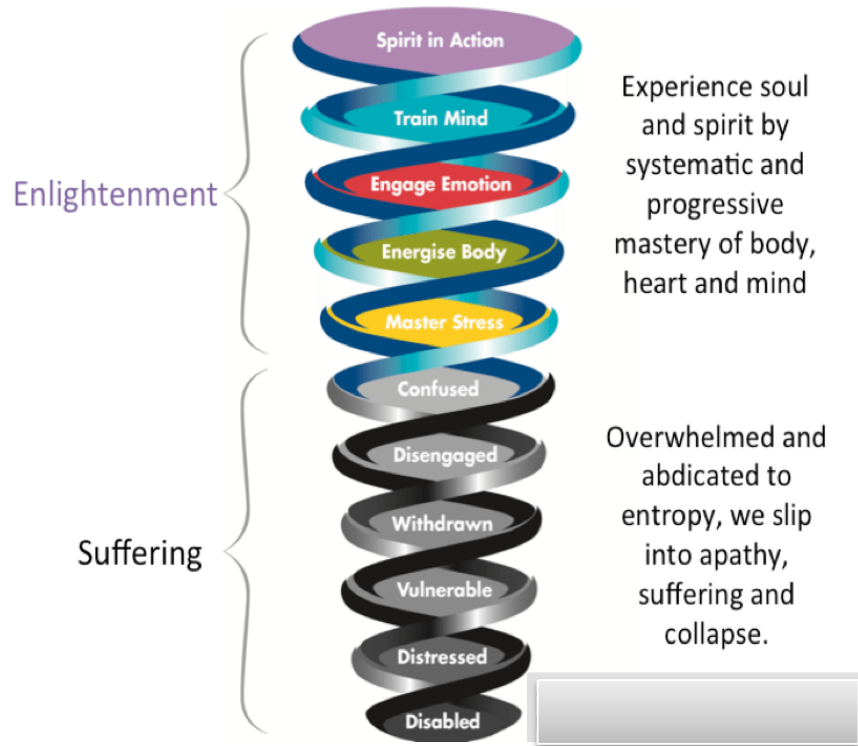 Spirit in Action
Train Mind
Engage Emotion
Energise Body
Master Stress
Confused
Disengaged
Withdrawn
Vulnerable
Distressed
Disabled
Enlightenment
Suffering
Experience soul
and spirit by
systematic and
progressive
mastery of body,
heart and mind
Overwhelmed and
abdicated to
entropy, we slip
into apathy,
suffering and
collapse.